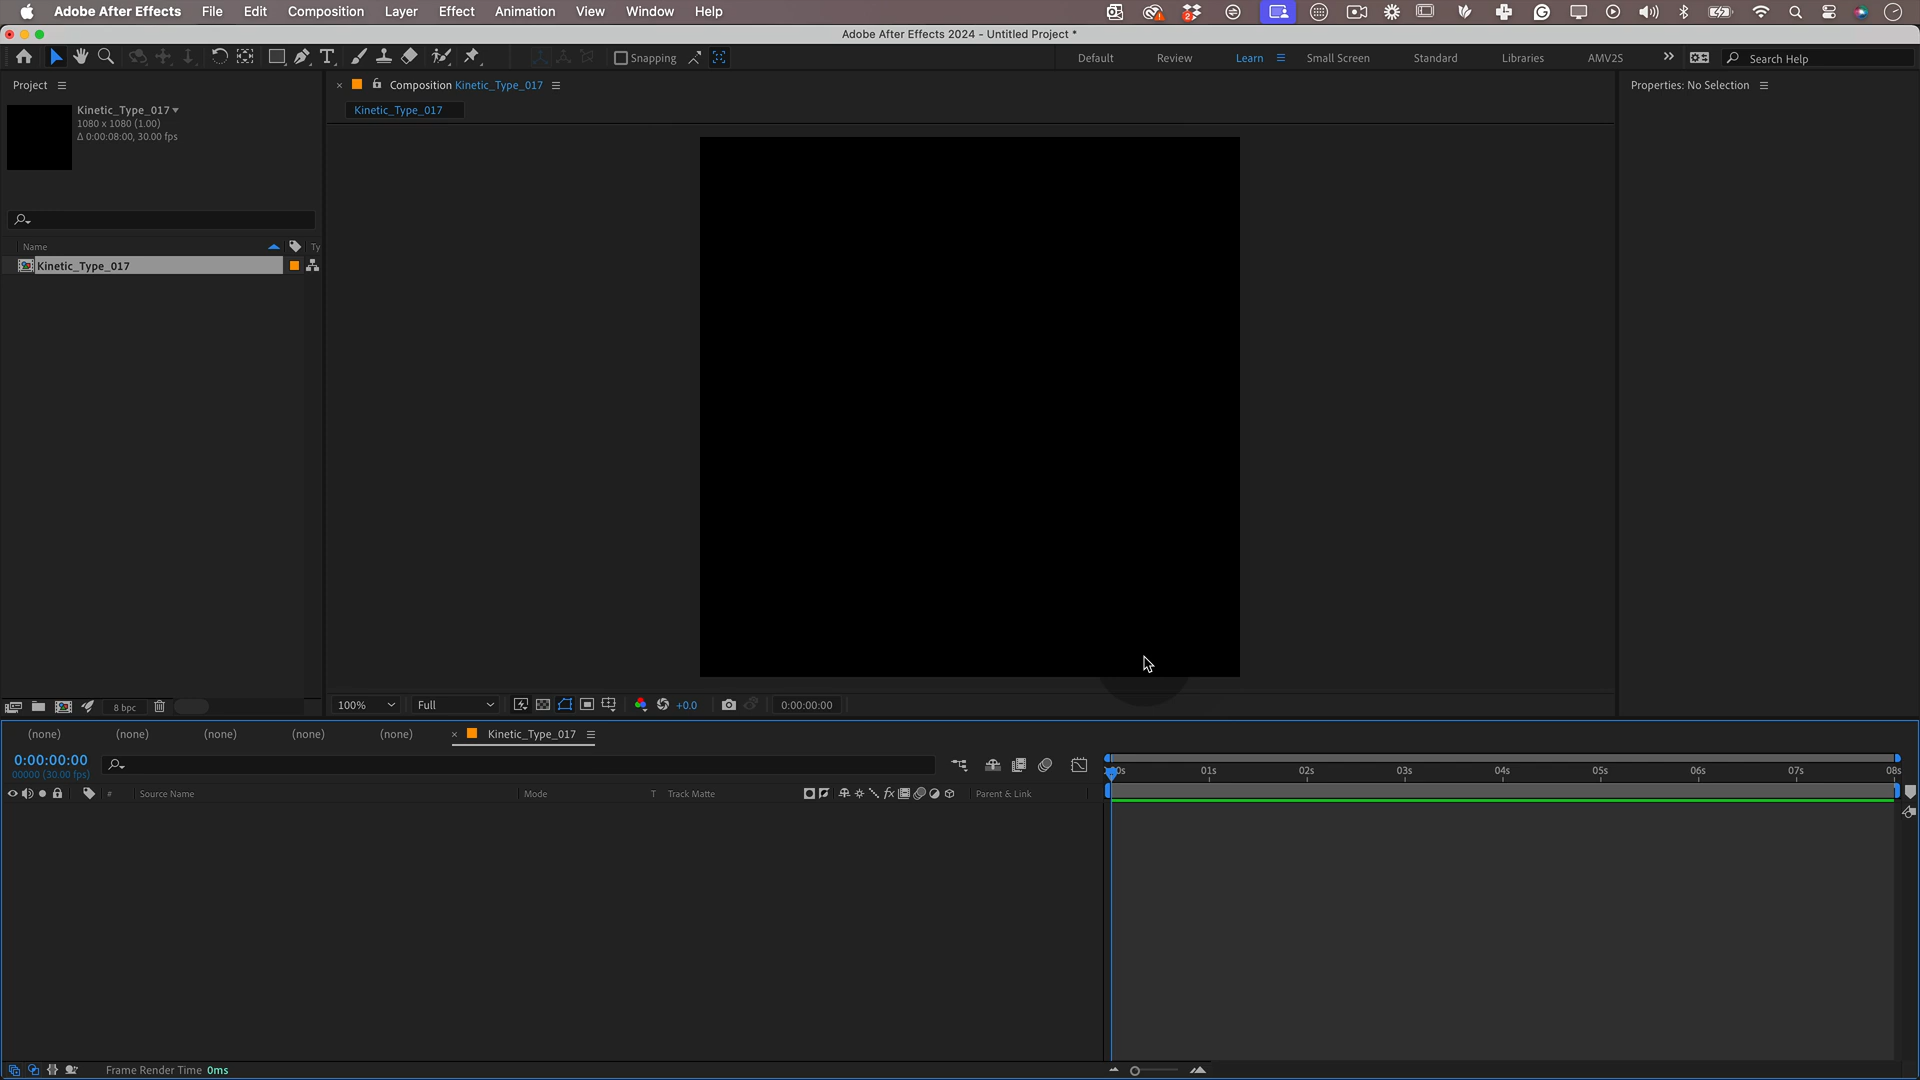 Adobe After Effects File Edit Composition Layer Effect Animation View Window Help
Adobe After Effects 2024 - Untitled Project *
Snapping Default Review Learn Small Screen Standard Libraries AMV2S Search Help
Project
Composition Kinetic_Type_017
Properties: No Selection
Kinetic_Type_017
1080 x 1080 (1.00)
Δ 0:00:08:00, 30.00 fps
Kinetic_Type_017
Name Ty
Kinetic_Type_017
8 bpc
100% Full +0.0 0:00:00:00
(none) (none) (none) (none) (none) Kinetic_Type_017
0:00:00:00
00000 (30.00 fps)
01s 02s 03s 04s 05s 06s 07s 08s
# Source Name Mode T Track Matte fx Parent & Link
Frame Render Time 0ms